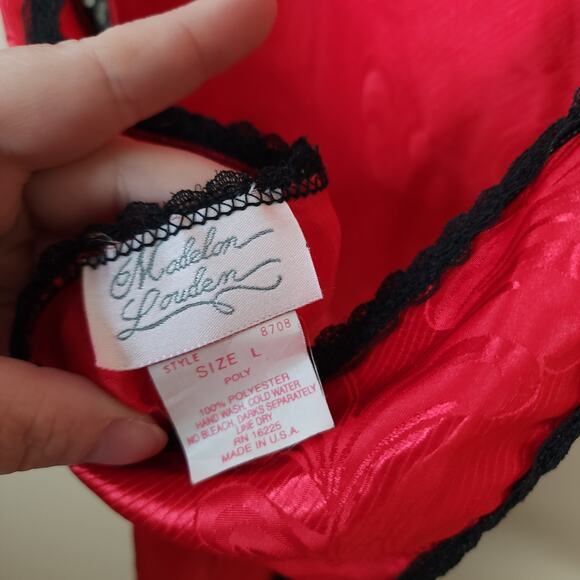 Madelon
Louden
STYLE 8708
SIZE L
POLY
100% POLYESTER
HAND WASH, COLD WATER
NO BLEACH, DARKS SEPARATELY
LINE DRY
RN 16225
MADE IN U.S.A.